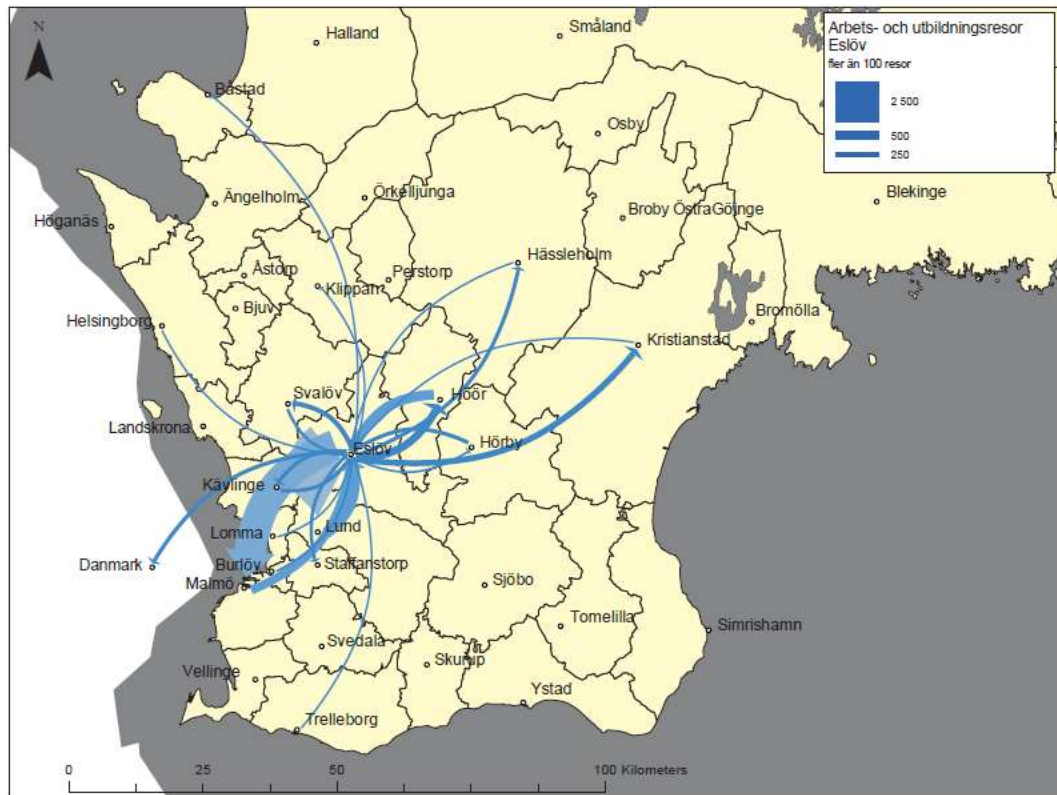 N
Halland
Småland
Arbets- och utbildningsresor
Eslöv
fler än 100 resor
2 500
500
250
Båstad
Osby
Ängelholm
Örkelljunga
Blekinge
Höganäs
Broby ÖstraGöinge
Hässleholm
Åstorp
Perstorp
Klippan
Bjuv
Helsingborg
Bromölla
Kristianstad
Svalöv
Höör
Landskrona
Hörby
Eslöv
Kävlinge
Lomma
Lund
Danmark
Burlöv
Staffanstorp
Malmö
Sjöbo
Tomelilla
Simrishamn
Svedala
Skurup
Vellinge
Ystad
Trelleborg
0
25
50
100 Kilometers